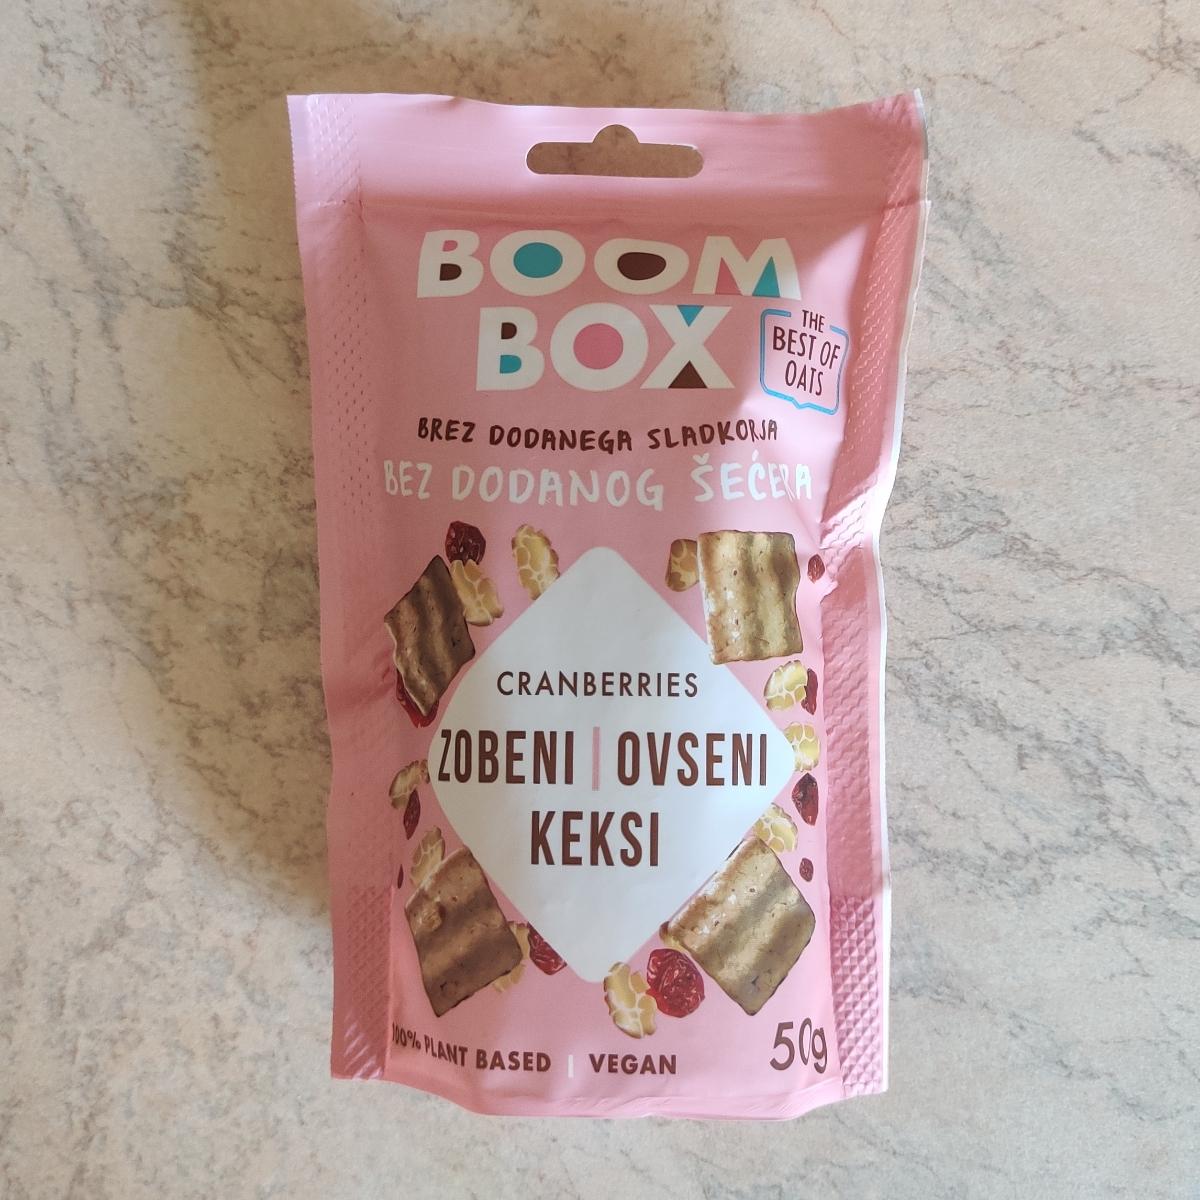 BOOM
BOX
THE
BEST OF
OATS
BREZ DODANEGA SLADKORJA
BEZ DODANOG ŠEĆERA
CRANBERRIES
ZOBENI | OVSENI
KEKSI
100% PLANT BASED | VEGAN
50g